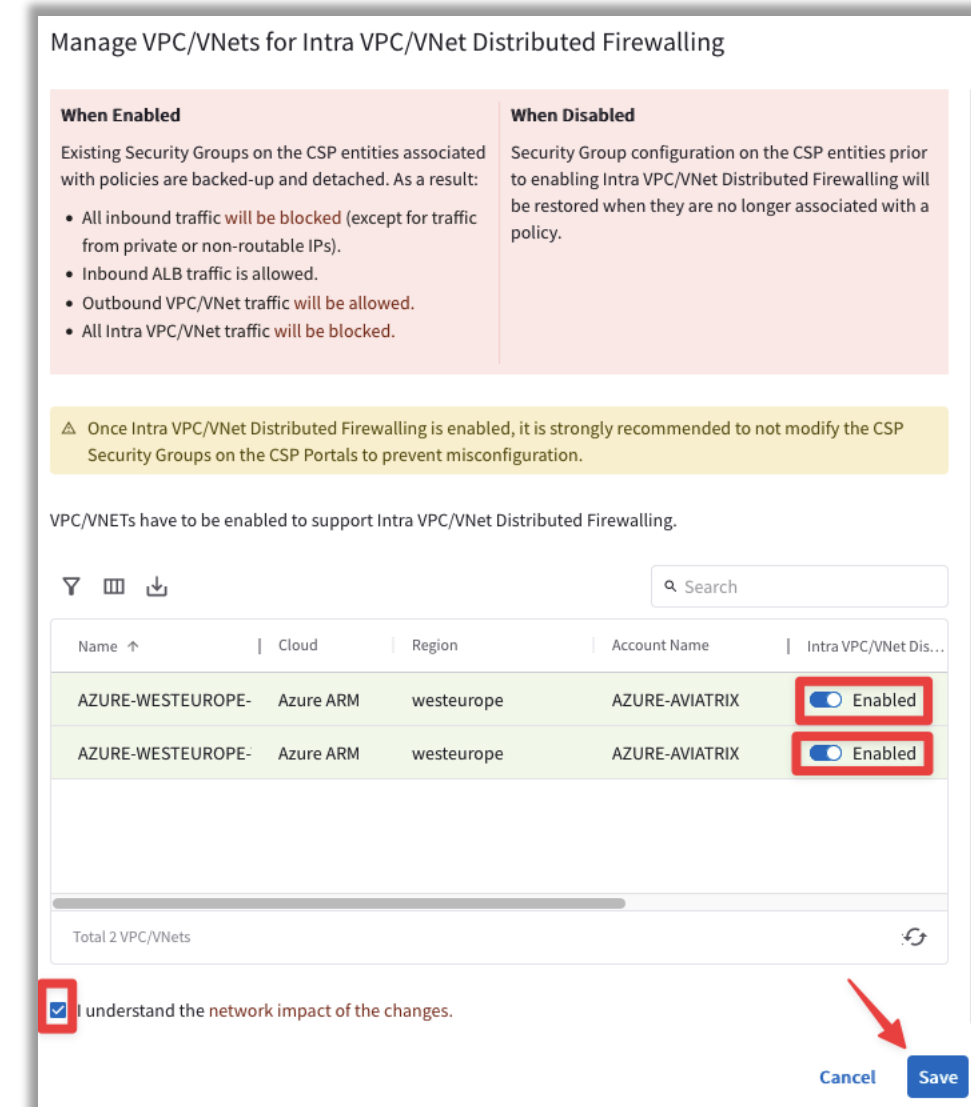 Manage VPC/VNets for Intra VPC/VNet Distributed Firewalling
When Enabled
Existing Security Groups on the CSP entities associated
with policies are backed-up and detached. As a result:
• All inbound traffic will be blocked (except for traffic
from private or non-routable IPs).
• Inbound ALB traffic is allowed.
• Outbound VPC/VNet traffic will be allowed.
• All Intra VPC/VNet traffic will be blocked.
When Disabled
Security Group configuration on the CSP entities prior
to enabling Intra VPC/VNet Distributed Firewalling will
be restored when they are no longer associated with a
policy.
Once Intra VPC/VNet Distributed Firewalling is enabled, it is strongly recommended to not modify the CSP
Security Groups on the CSP Portals to prevent misconfiguration.
VPC/VNETs have to be enabled to support Intra VPC/VNet Distributed Firewalling.
Search
Name Cloud Region Account Name Intra VPC/VNet Dis...
AZURE-WESTEUROPE- Azure ARM westeurope AZURE-AVIATRIX Enabled
AZURE-WESTEUROPE- Azure ARM westeurope AZURE-AVIATRIX Enabled
Total 2 VPC/VNets
I understand the network impact of the changes.
Cancel Save